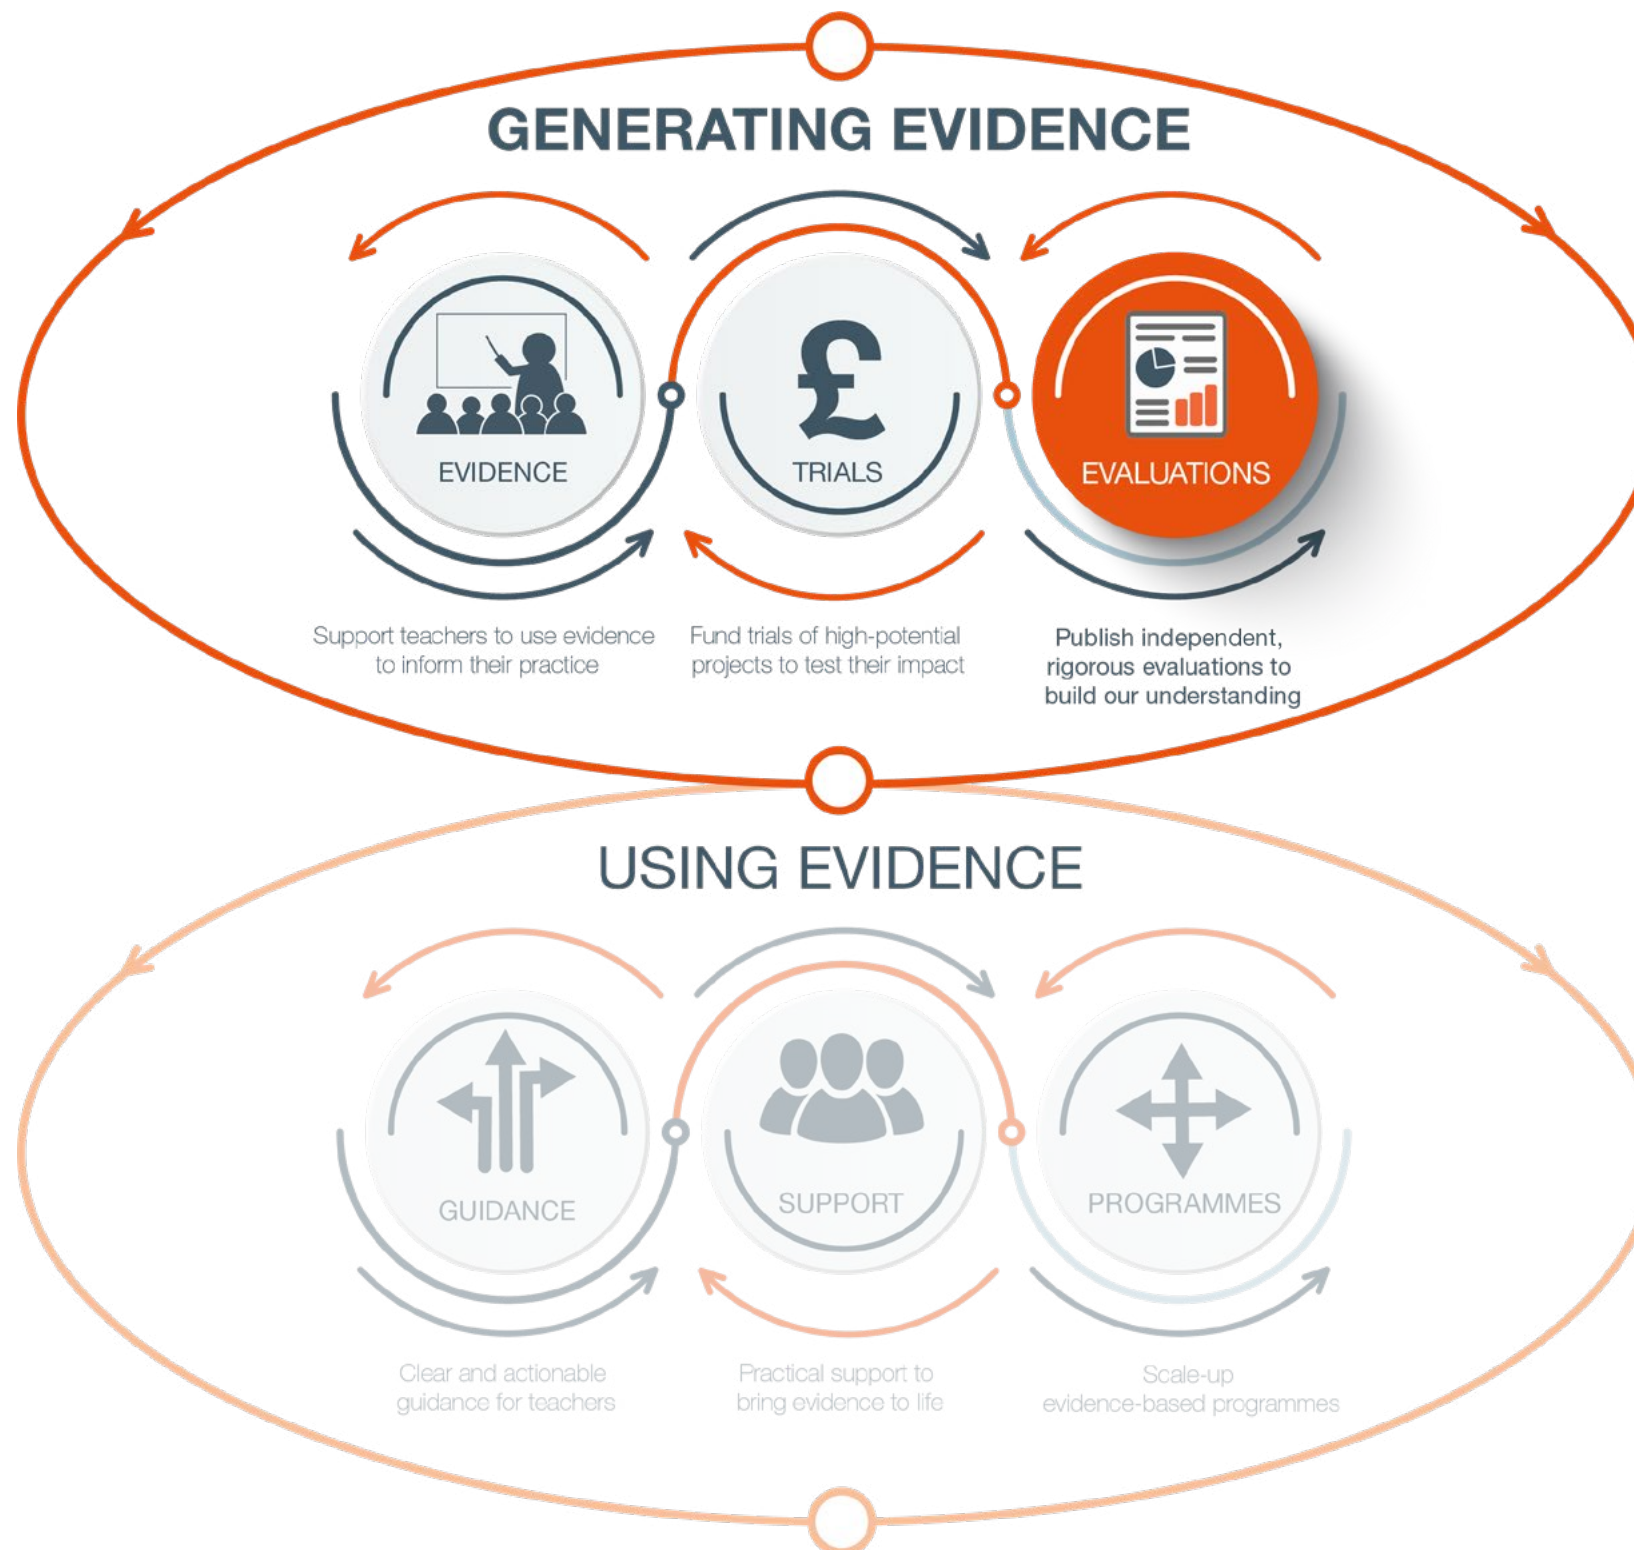 GENERATING EVIDENCE
EVIDENCE
£
TRIALS
EVALUATIONS
Support teachers to use evidence
to inform their practice
Fund trials of high-potential
projects to test their impact
Publish independent,
rigorous evaluations to
build our understanding
USING EVIDENCE
GUIDANCE
SUPPORT
PROGRAMMES
Clear and actionable
guidance for teachers
Practical support to
bring evidence to life
Scale-up
evidence-based programmes